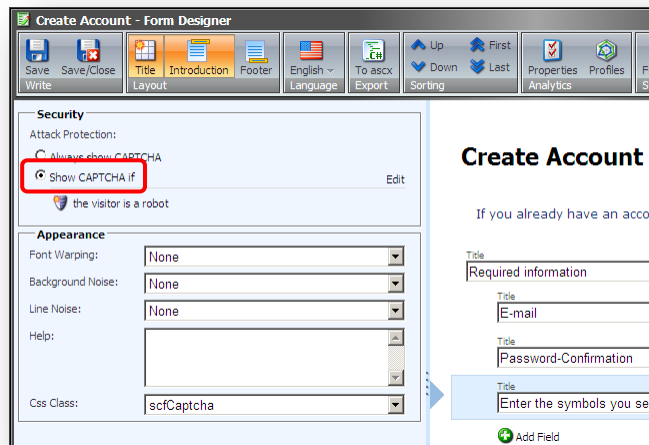 Create Account - Form Designer
Save Save/Close Title Introduction Footer English To ascx Up First Down Last Properties Profiles F
Write Layout Language Export Sorting Analytics S
Security
Attack Protection:
Always show CAPTCHA
Show CAPTCHA if
Edit
the visitor is a robot
Appearance
Font Warping: None
Background Noise: None
Line Noise: None
Help:
Css Class: scfCaptcha
Create Account
If you already have an acco
Title
Required information
Title
E-mail
Title
Password-Confirmation
Title
Enter the symbols you se
Add Field